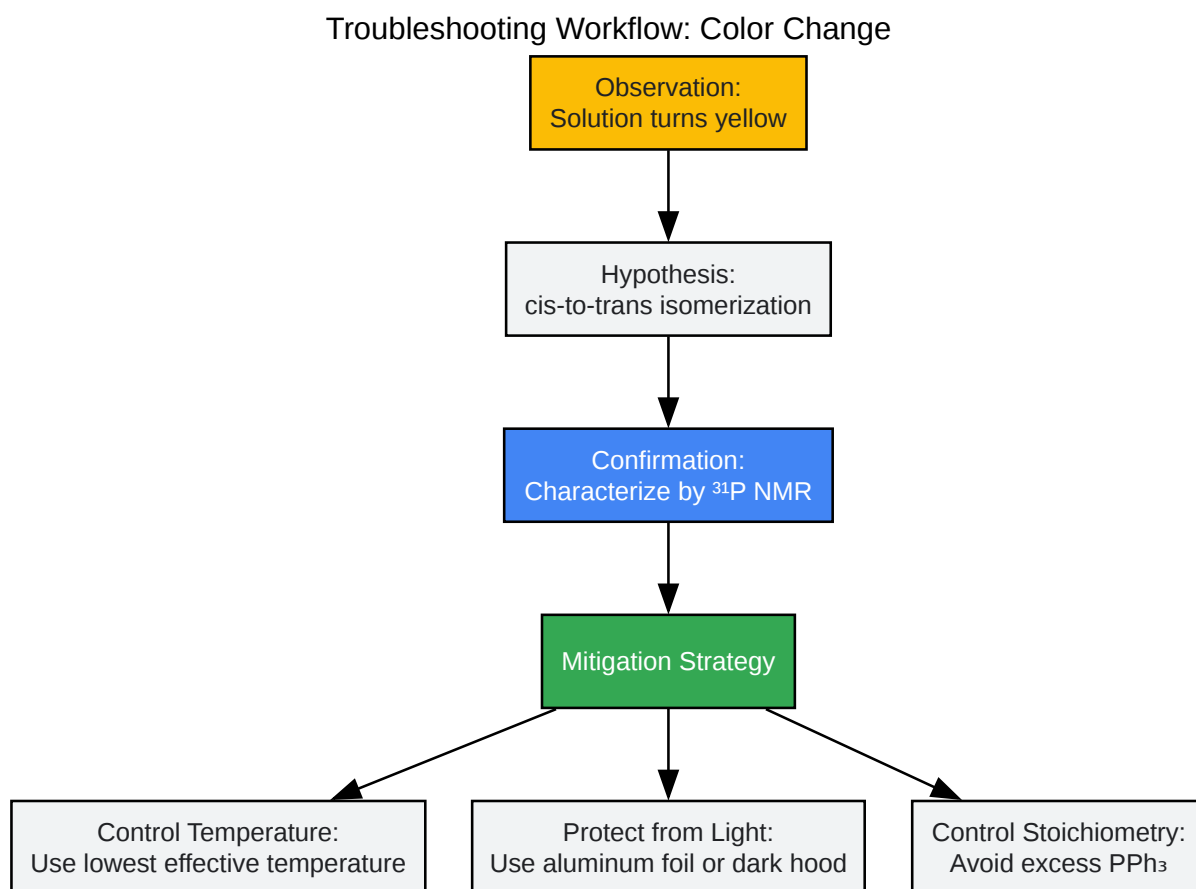 Troubleshooting Workflow: Color Change
Observation:
Solution turns yellow
Hypothesis:
cis-to-trans isomerization
Confirmation:
Characterize by ³¹P NMR
Mitigation Strategy
Control Temperature:
Use lowest effective temperature
Protect from Light:
Use aluminum foil or dark hood
Control Stoichiometry:
Avoid excess PPh₃